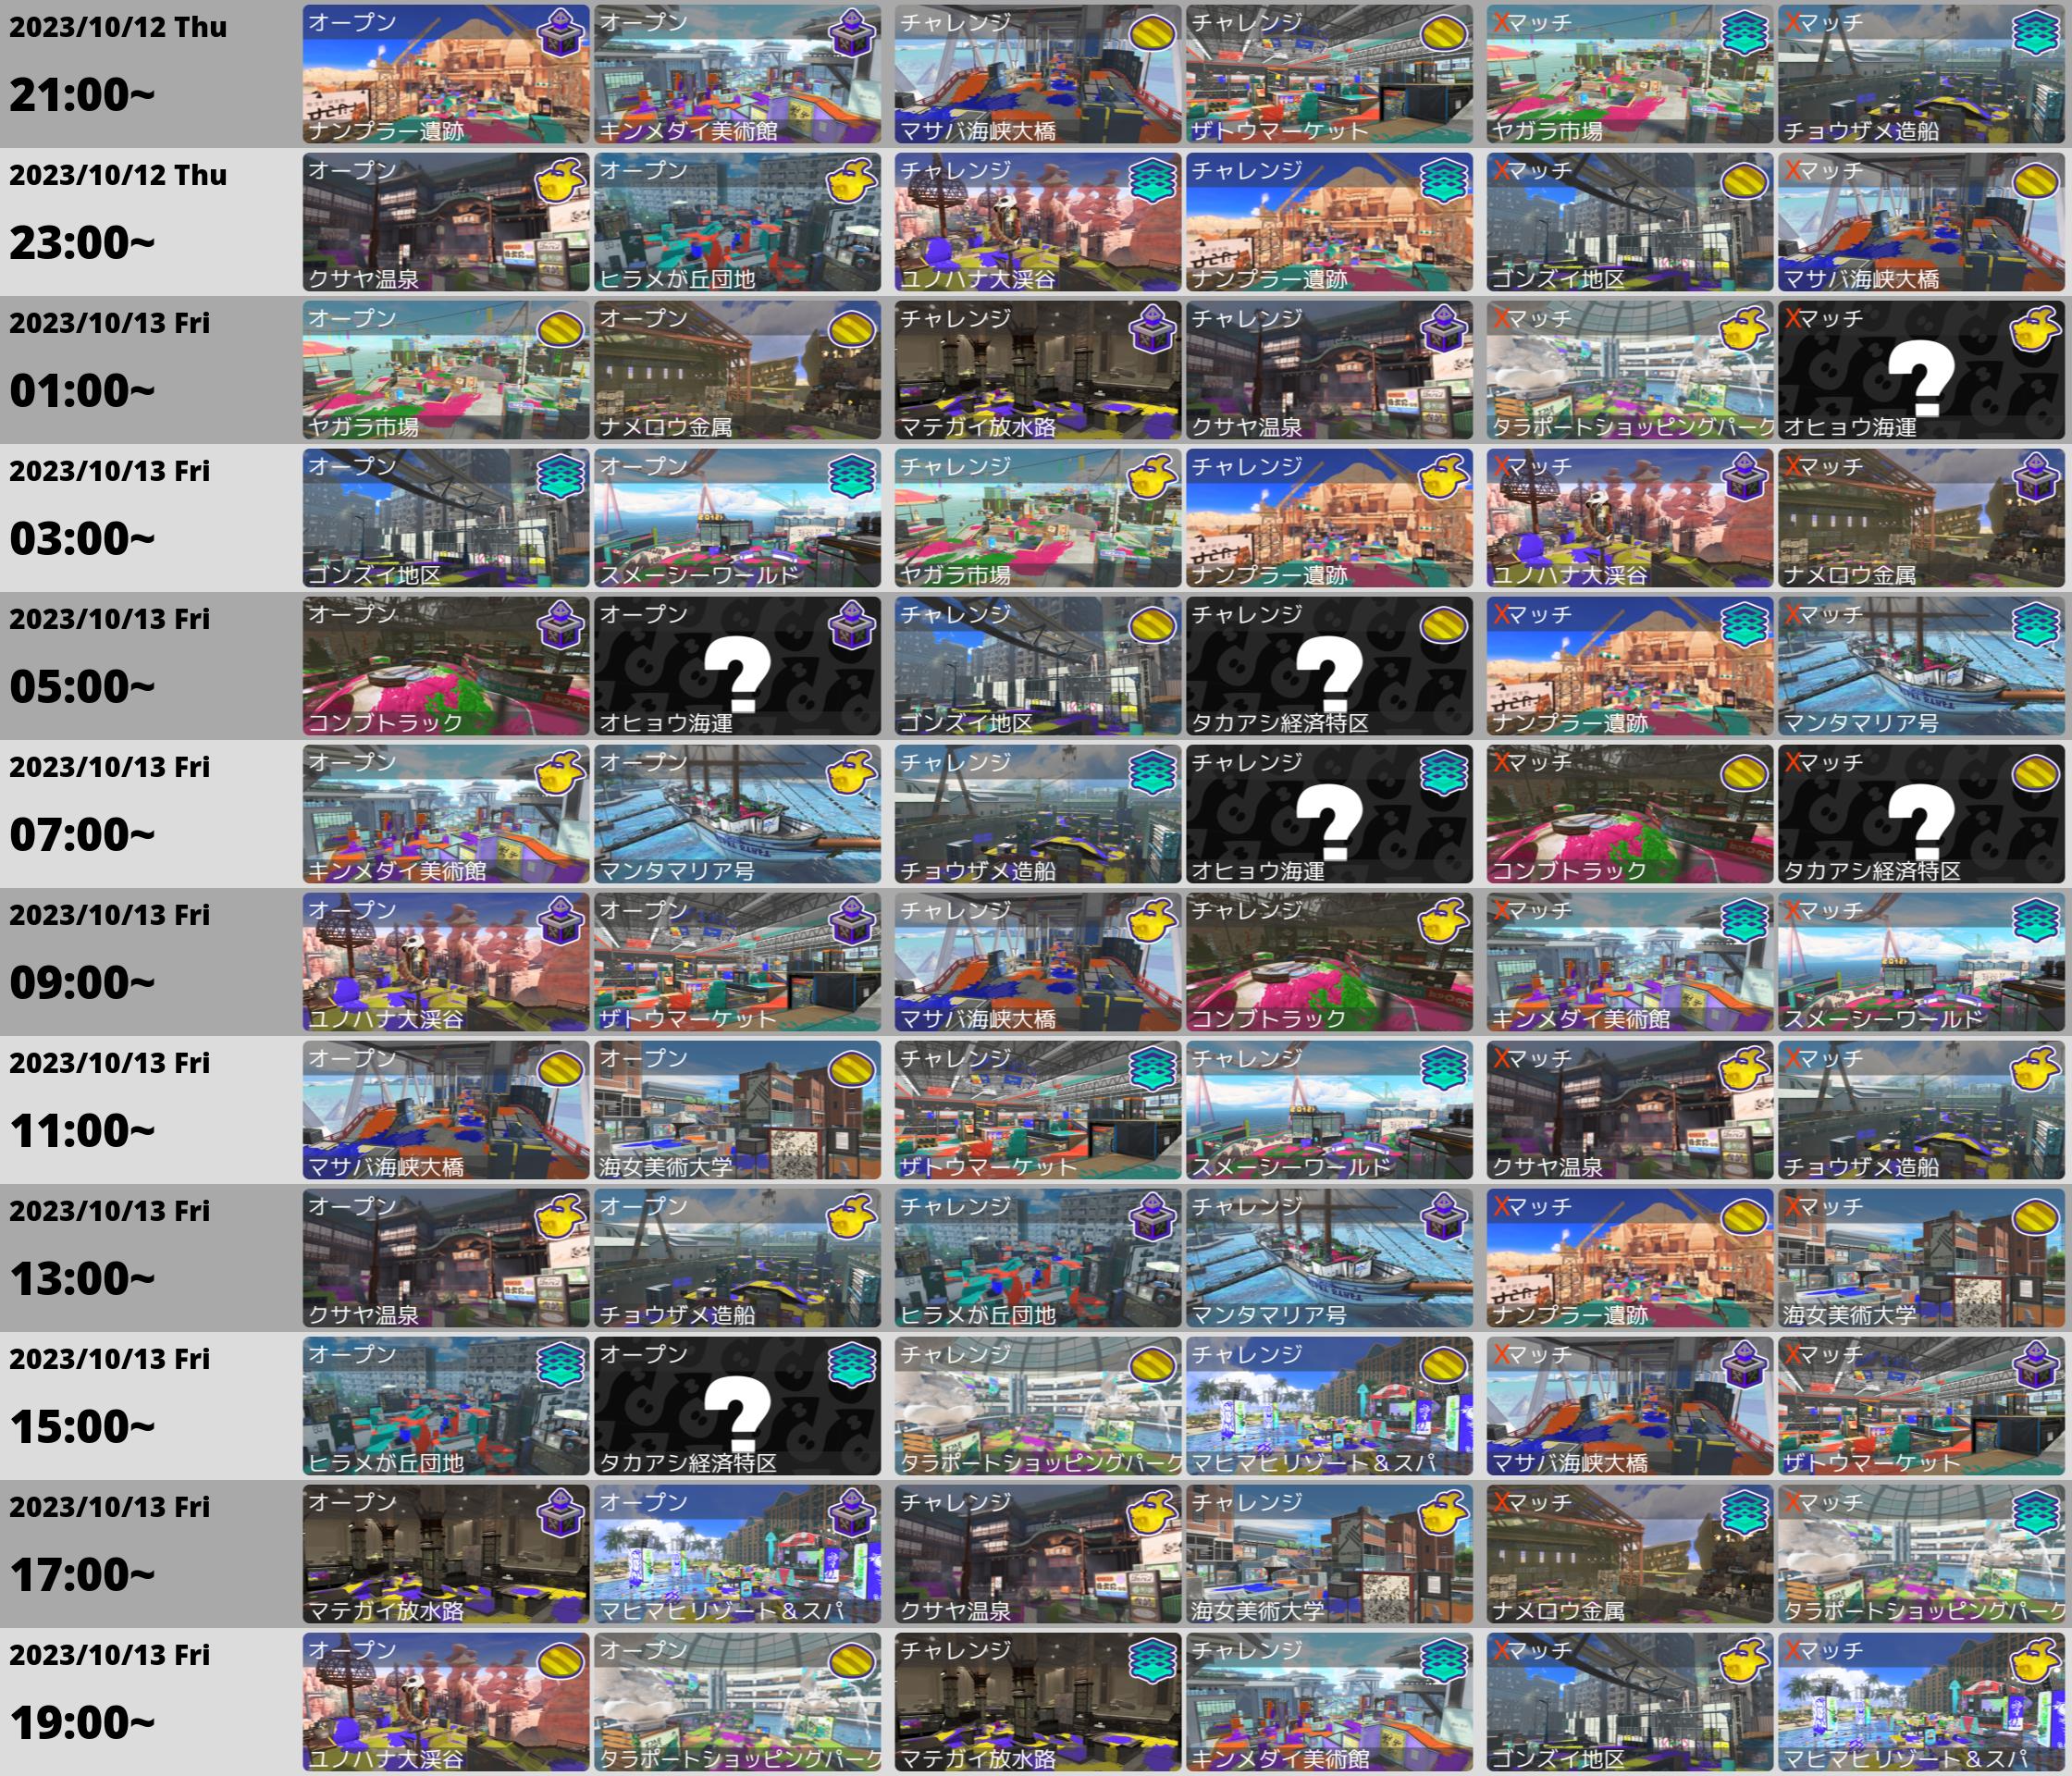 2023/10/12 Thu
21:00~
オープン
ナンプラー遺跡
オープン
キンメダイ美術館
チャレンジ
マサバ海峡大橋
チャレンジ
ザトウマーケット
Xマッチ
ヤガラ市場
Xマッチ
チョウザメ造船
2023/10/12 Thu
23:00~
オープン
クサヤ温泉
オープン
ヒラメが丘団地
チャレンジ
ユノハナ大渓谷
チャレンジ
ナンプラー遺跡
Xマッチ
ゴンズイ地区
Xマッチ
マサバ海峡大橋
2023/10/13 Fri
01:00~
オープン
ヤガラ市場
オープン
ナメロウ金属
チャレンジ
マテガイ放水路
チャレンジ
クサヤ温泉
Xマッチ
タラポートショッピングパーク
Xマッチ
?
オヒョウ海運
2023/10/13 Fri
03:00~
オープン
ゴンズイ地区
オープン
スメーシーワールド
チャレンジ
ヤガラ市場
チャレンジ
ナンプラー遺跡
Xマッチ
ユノハナ大渓谷
Xマッチ
ナメロウ金属
2023/10/13 Fri
05:00~
オープン
コンブトラック
オープン
?
オヒョウ海運
チャレンジ
ゴンズイ地区
チャレンジ
?
タカアシ経済特区
Xマッチ
ナンプラー遺跡
Xマッチ
マンタマリア号
2023/10/13 Fri
07:00~
オープン
キンメダイ美術館
オープン
マンタマリア号
チャレンジ
チョウザメ造船
チャレンジ
?
オヒョウ海運
Xマッチ
コンブトラック
Xマッチ
?
タカアシ経済特区
2023/10/13 Fri
09:00~
オープン
ユノハナ大渓谷
オープン
ザトウマーケット
チャレンジ
マサバ海峡大橋
チャレンジ
コンブトラック
Xマッチ
キンメダイ美術館
Xマッチ
スメーシーワールド
2023/10/13 Fri
11:00~
オープン
マサバ海峡大橋
オープン
海女美術大学
チャレンジ
ザトウマーケット
チャレンジ
スメーシーワールド
Xマッチ
クサヤ温泉
Xマッチ
チョウザメ造船
2023/10/13 Fri
13:00~
オープン
クサヤ温泉
オープン
チョウザメ造船
チャレンジ
ヒラメが丘団地
チャレンジ
マンタマリア号
Xマッチ
ナンプラー遺跡
Xマッチ
海女美術大学
2023/10/13 Fri
15:00~
オープン
ヒラメが丘団地
オープン
?
タカアシ経済特区
チャレンジ
タラポートショッピングパーク
チャレンジ
マヒマヒリゾート＆スパ
Xマッチ
マサバ海峡大橋
Xマッチ
ザトウマーケット
2023/10/13 Fri
17:00~
オープン
マテガイ放水路
オープン
マヒマヒリゾート＆スパ
チャレンジ
クサヤ温泉
チャレンジ
海女美術大学
Xマッチ
ナメロウ金属
Xマッチ
タラポートショッピングパーク
2023/10/13 Fri
19:00~
オープン
ユノハナ大渓谷
オープン
タラポートショッピングパーク
チャレンジ
マテガイ放水路
チャレンジ
キンメダイ美術館
Xマッチ
ゴンズイ地区
Xマッチ
マヒマヒリゾート＆スパ